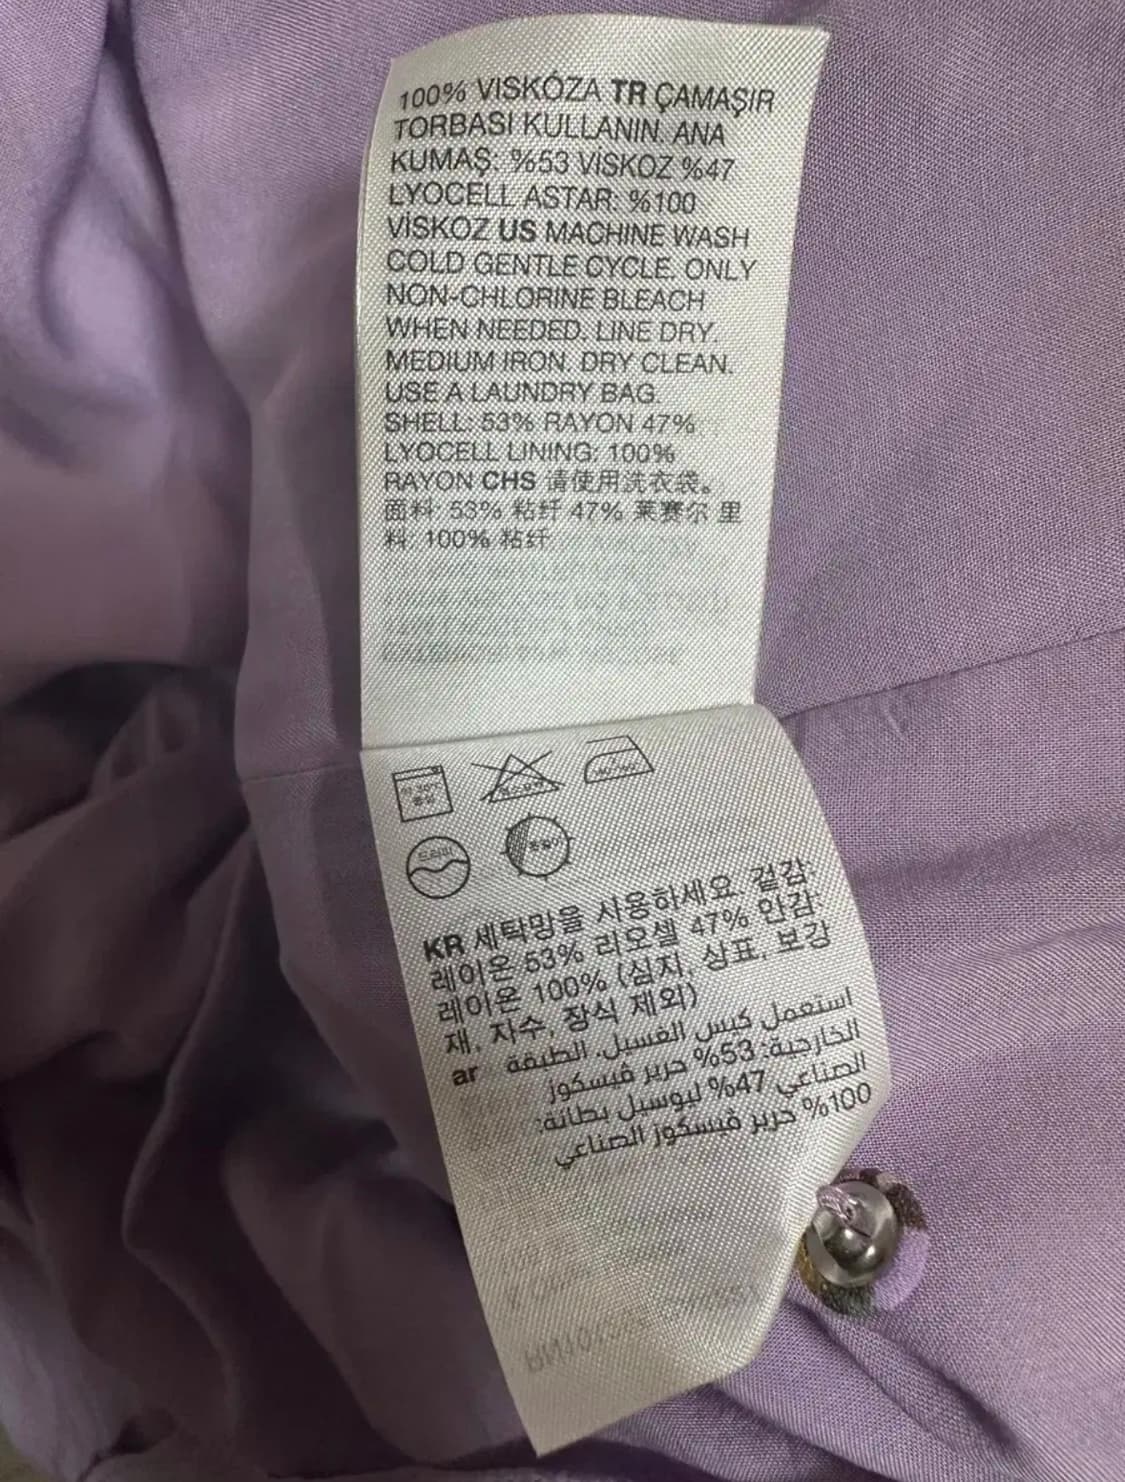 100% VISKÓZA TR ÇAMAŞIR
TORBASI KULLANIN. ANA
KUMAŞ: %53 VİSKOZ %47
LYOCELL ASTAR: %100
VİSKOZ US MACHINE WASH
COLD GENTLE CYCLE. ONLY
NON-CHLORINE BLEACH
WHEN NEEDED. LINE DRY.
MEDIUM IRON. DRY CLEAN.
USE A LAUNDRY BAG.
SHELL: 53% RAYON 47%
LYOCELL LINING: 100%
RAYON CHS 请使用洗衣袋。
面料: 53% 粘纤 47% 莱赛尔 里
料: 100% 粘纤
KR 세탁망을 사용하세요 겉감:
레이온 53% 리오셀 47% 안감:
레이온 100% (심지, 상표, 보강
재, 자수, 장식 제외)
ar استعمل كيس الغسيل. الطبقة
الخارجية: 53% حرير ڤيسكوز
الصناعي 47% ليوسيل بطانة:
100% حرير ڤيسكوز الصناعي